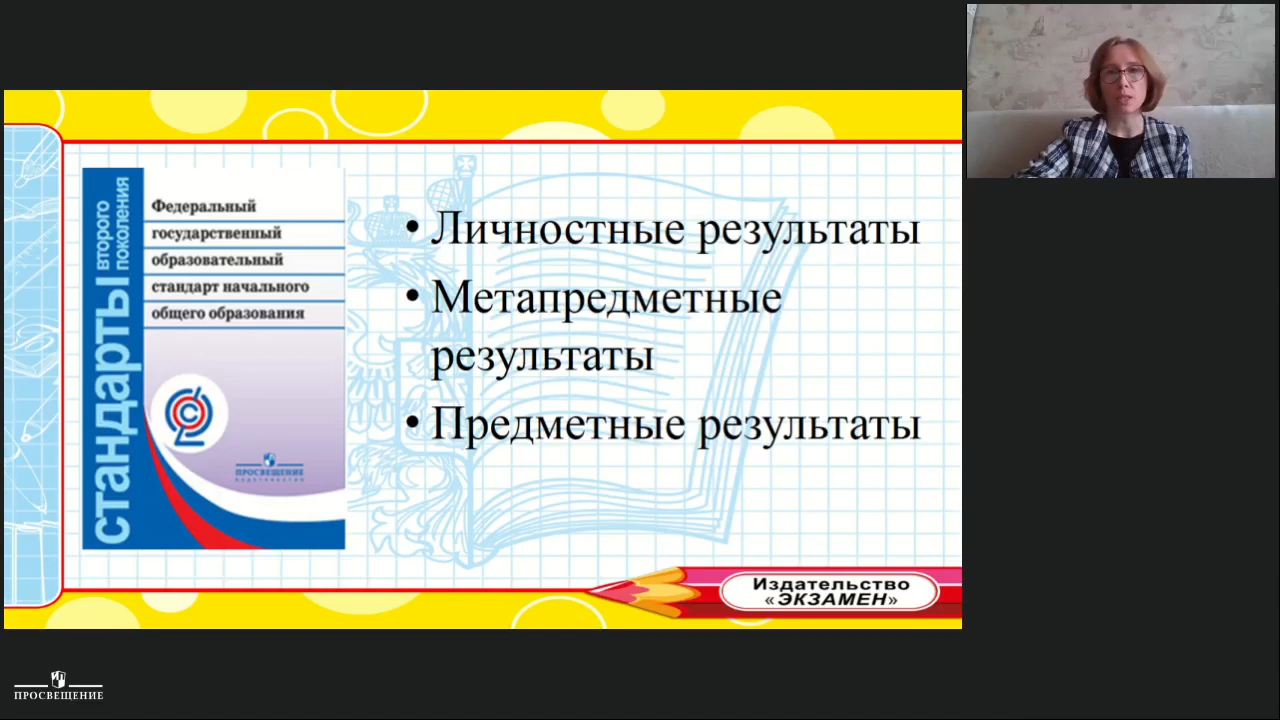 стандарты второго
поколения
Федеральный
государственный
образовательный
стандарт начального
общего образования
ПРОСВЕЩЕНИЕ
ИЗДАТЕЛЬСТВО
• Личностные результаты
• Метапредметные
результаты
• Предметные результаты
Издательство
«ЭКЗАМЕН»
ПРОСВЕЩЕНИЕ